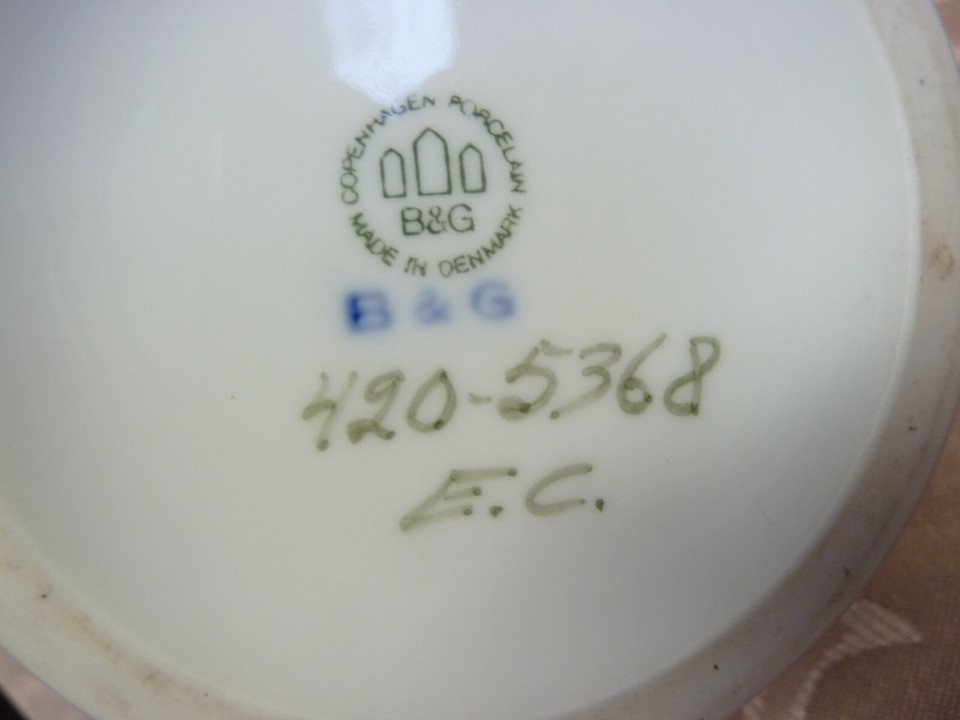 COPENHAGEN PORCELAIN
B&G
MADE IN DENMARK
B & G
420-5368
E.C.